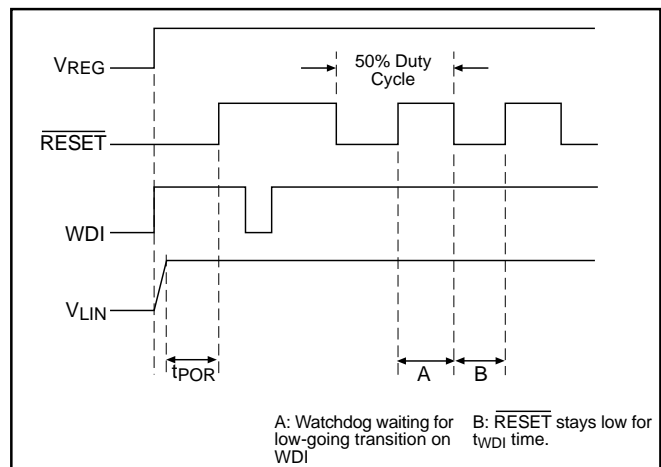 50% Duty
Cycle
VREG
RESET
WDI
VLIN
tPOR
A
B
A: Watchdog waiting for
low-going transition on
WDI
B: RESET stays low for
tWDI time.